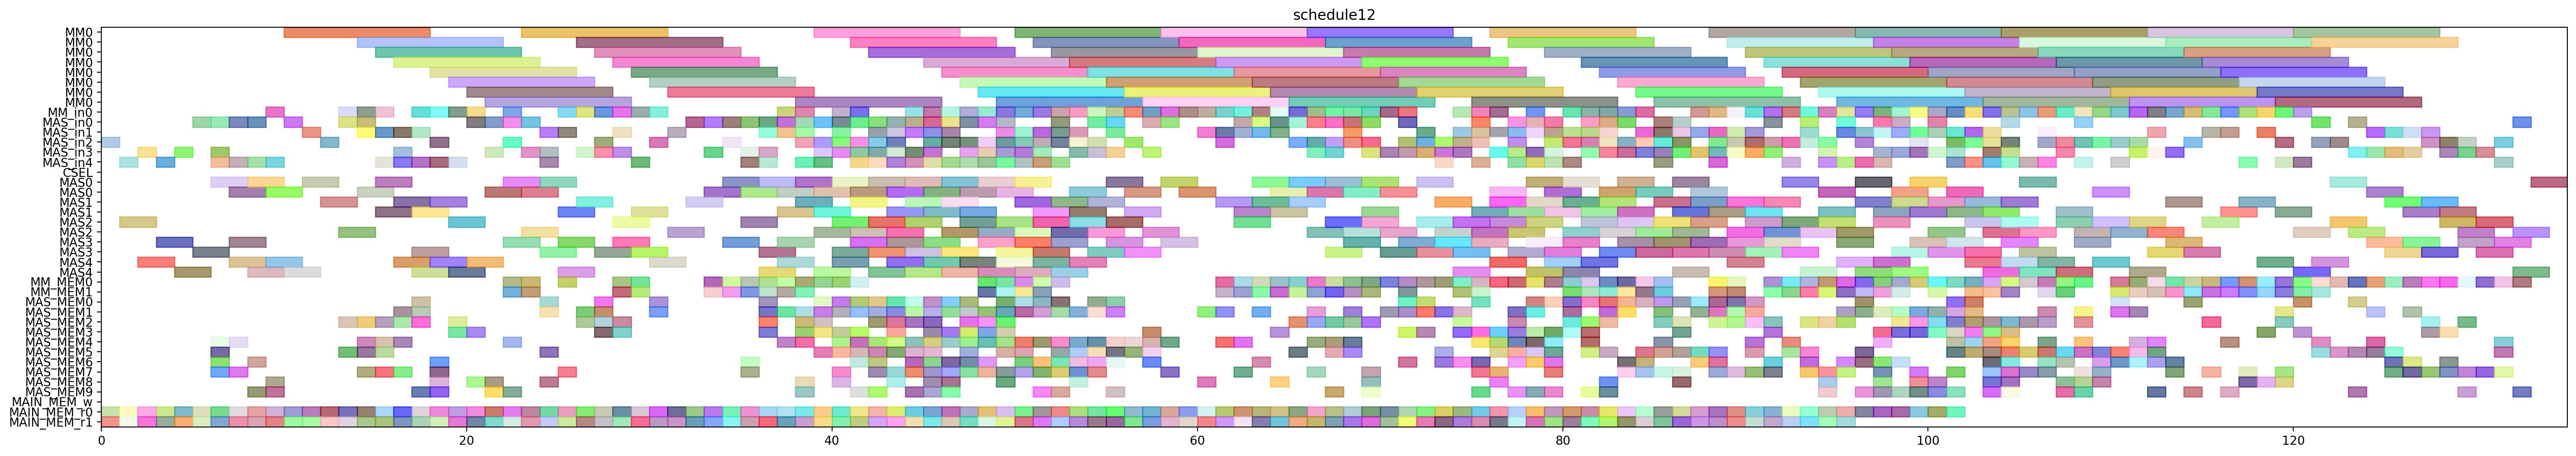 schedule12
MM0
MM0
MM0
MM0
MM0
MM0
MM0
MM0
MM_in0
MAS_in0
MAS_in1
MAS_in2
MAS_in3
MAS_in4
CSEL
MAS0
MAS0
MAS1
MAS1
MAS2
MAS2
MAS3
MAS3
MAS4
MAS4
MM_MEM0
MM_MEM1
MAS_MEM0
MAS_MEM1
MAS_MEM2
MAS_MEM3
MAS_MEM4
MAS_MEM5
MAS_MEM6
MAS_MEM7
MAS_MEM8
MAS_MEM9
MAIN_MEM_w
MAIN_MEM_r0
MAIN_MEM_r1
0 20 40 60 80 100 120